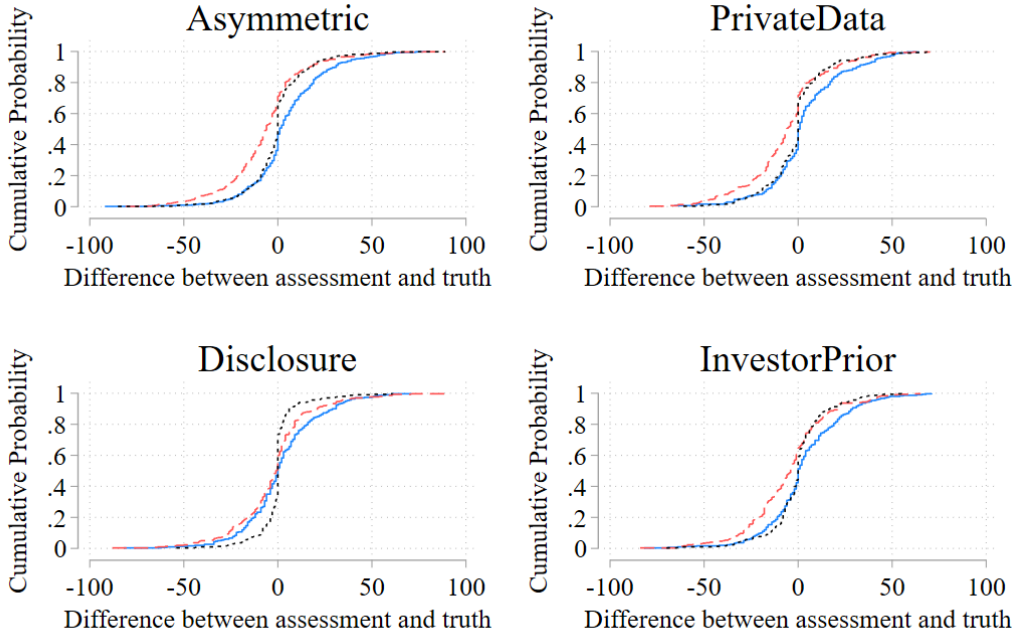 Asymmetric
Cumulative Probability
1
.8
.6
.4
.2
0
-100 -50 0 50 100
Difference between assessment and truth
PrivateData
Cumulative Probability
1
.8
.6
.4
.2
0
-100 -50 0 50 100
Difference between assessment and truth
Disclosure
Cumulative Probability
1
.8
.6
.4
.2
0
-100 -50 0 50 100
Difference between assessment and truth
InvestorPrior
Cumulative Probability
1
.8
.6
.4
.2
0
-100 -50 0 50 100
Difference between assessment and truth